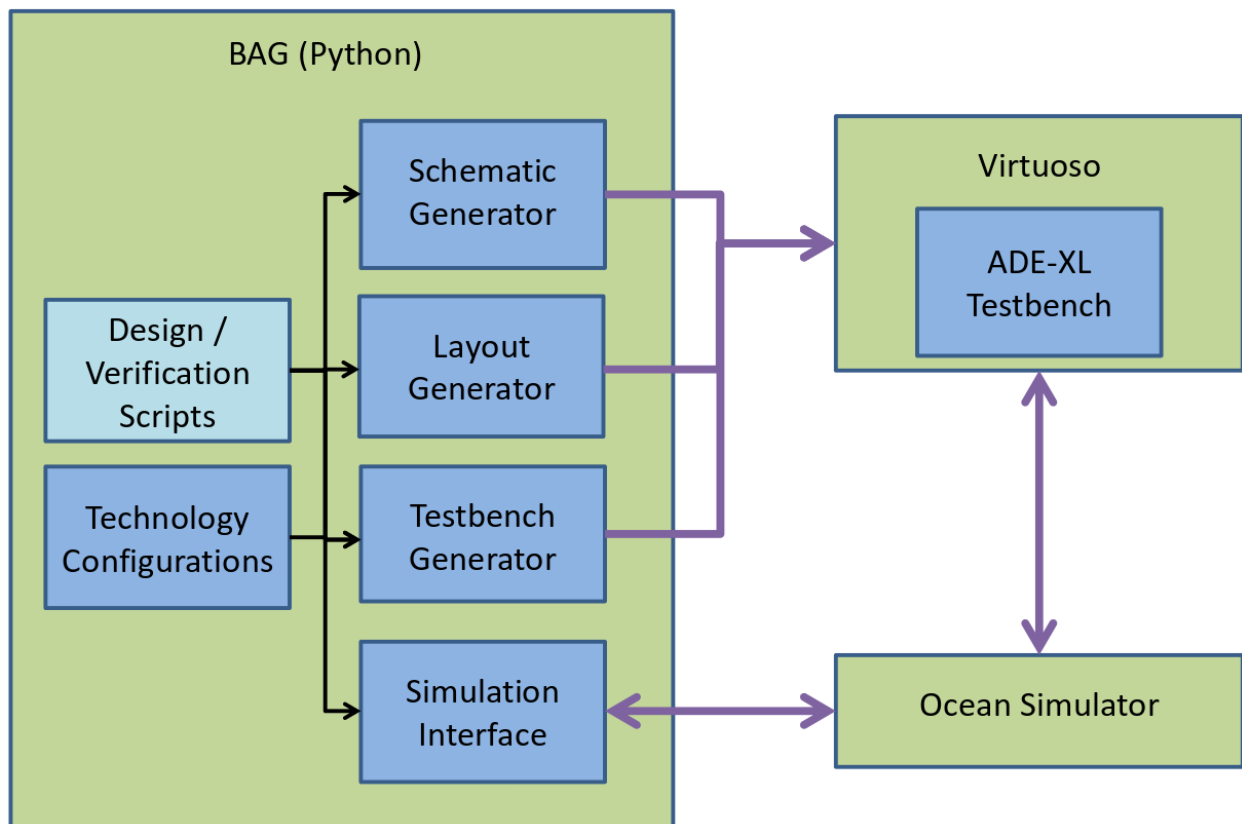 BAG (Python)
Schematic
Generator
Design /
Verification
Scripts
Layout
Generator
Technology
Configurations
Testbench
Generator
Simulation
Interface
Virtuoso
ADE-XL
Testbench
Ocean Simulator